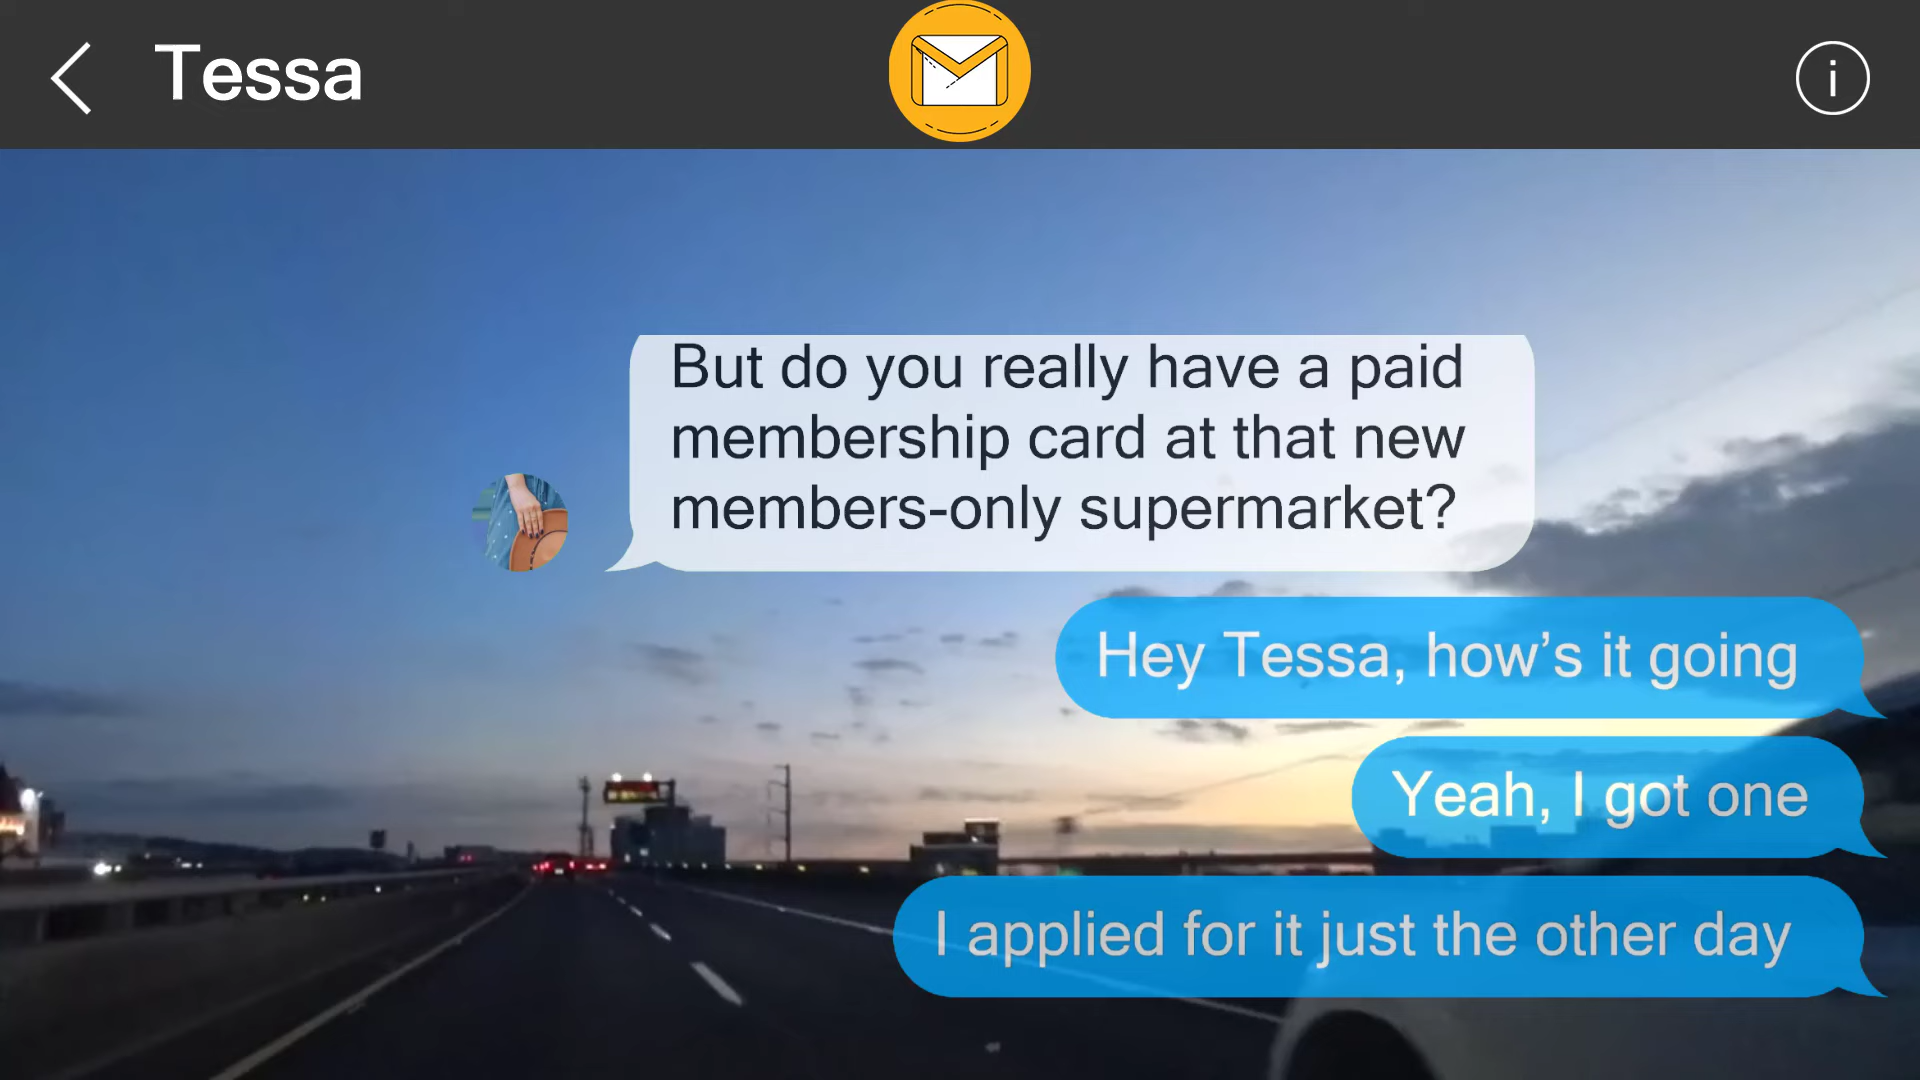 Tessa
But do you really have a paid
membership card at that new
members-only supermarket?
Hey Tessa, how’s it going
Yeah, I got one
I applied for it just the other day